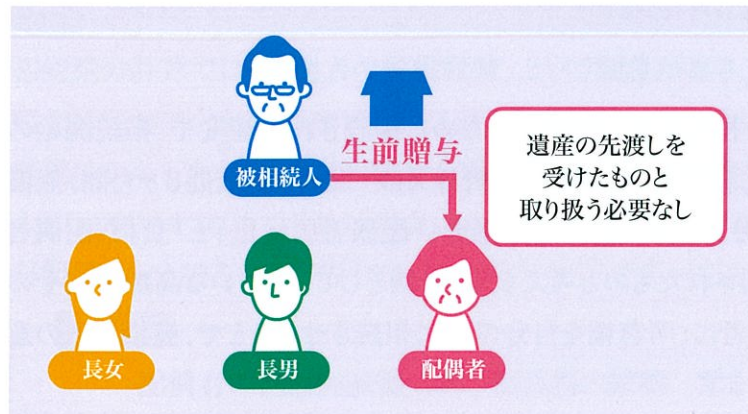 生前贈与
被相続人
遺産の先渡しを
受けたものと
取り扱う必要なし
長女
長男
配偶者